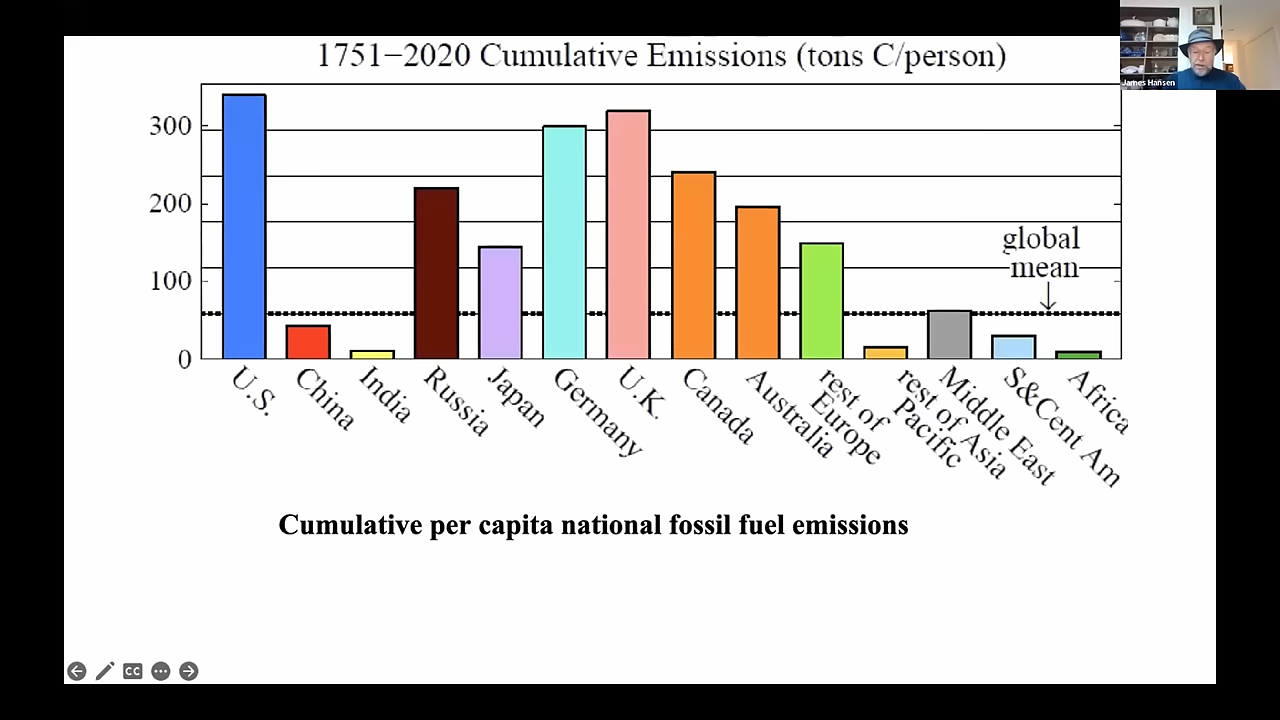 1751−2020 Cumulative Emissions (tons C/person)
300
200
100
0
global
mean
U.S.
China
India
Russia
Japan
Germany
U.K.
Canada
Australia
rest of
Europe
rest of Asia
Pacific
Middle East
S&Cent Am
Africa
Cumulative per capita national fossil fuel emissions
James Hansen
CC